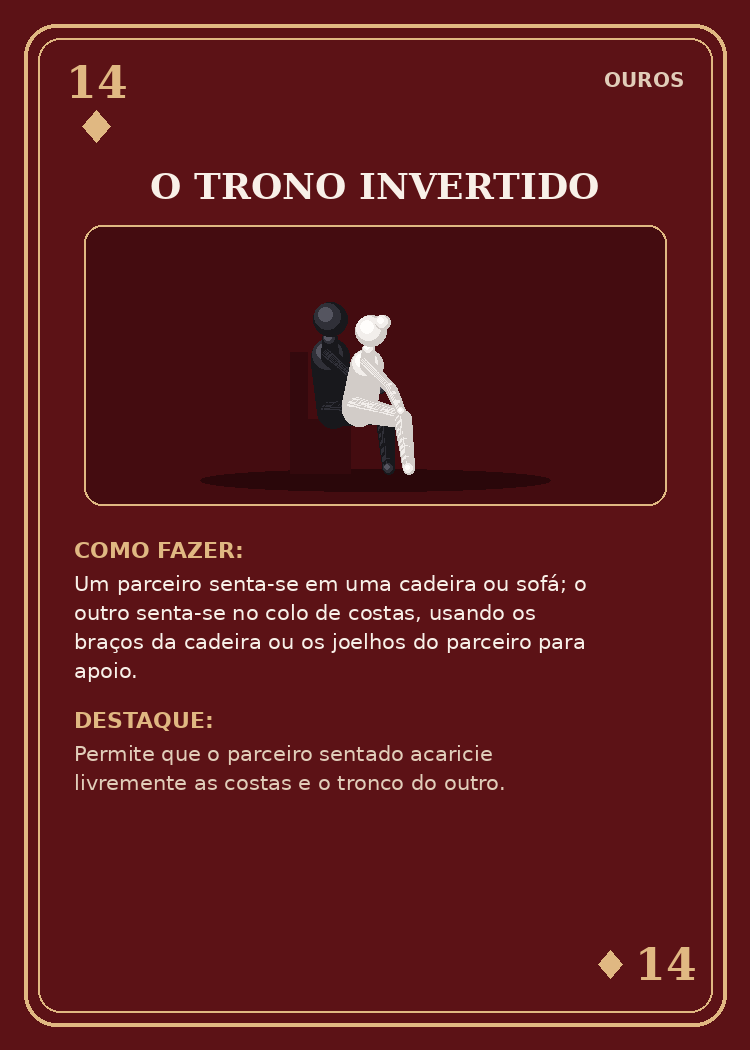 14
OUROS
O TRONO INVERTIDO
COMO FAZER:
Um parceiro senta-se em uma cadeira ou sofá; o
outro senta-se no colo de costas, usando os
braços da cadeira ou os joelhos do parceiro para
apoio.
DESTAQUE:
Permite que o parceiro sentado acaricie
livremente as costas e o tronco do outro.
14